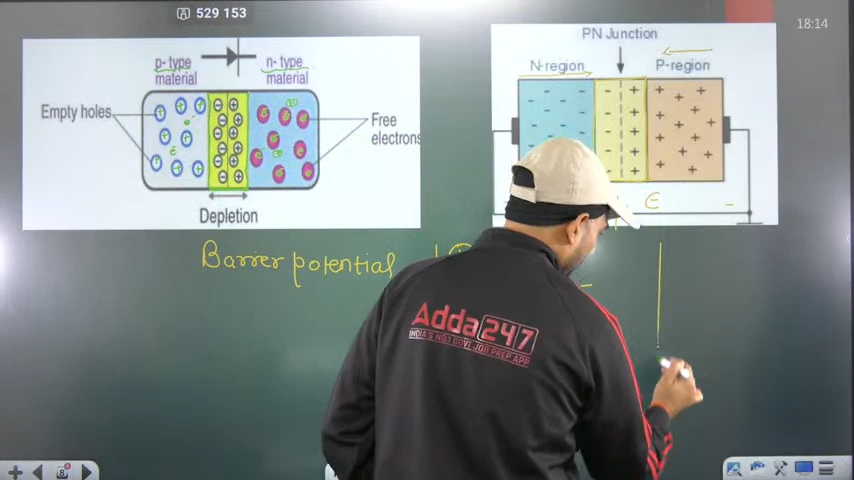 529 153
18:14
p-type
material
n-type
material
Empty holes
Free
electrons
Depletion
PN Junction
N-region
P-region
E
Barrier potential
Adda247
INDIA'S NO.1 GOVT JOB PREP APP
8